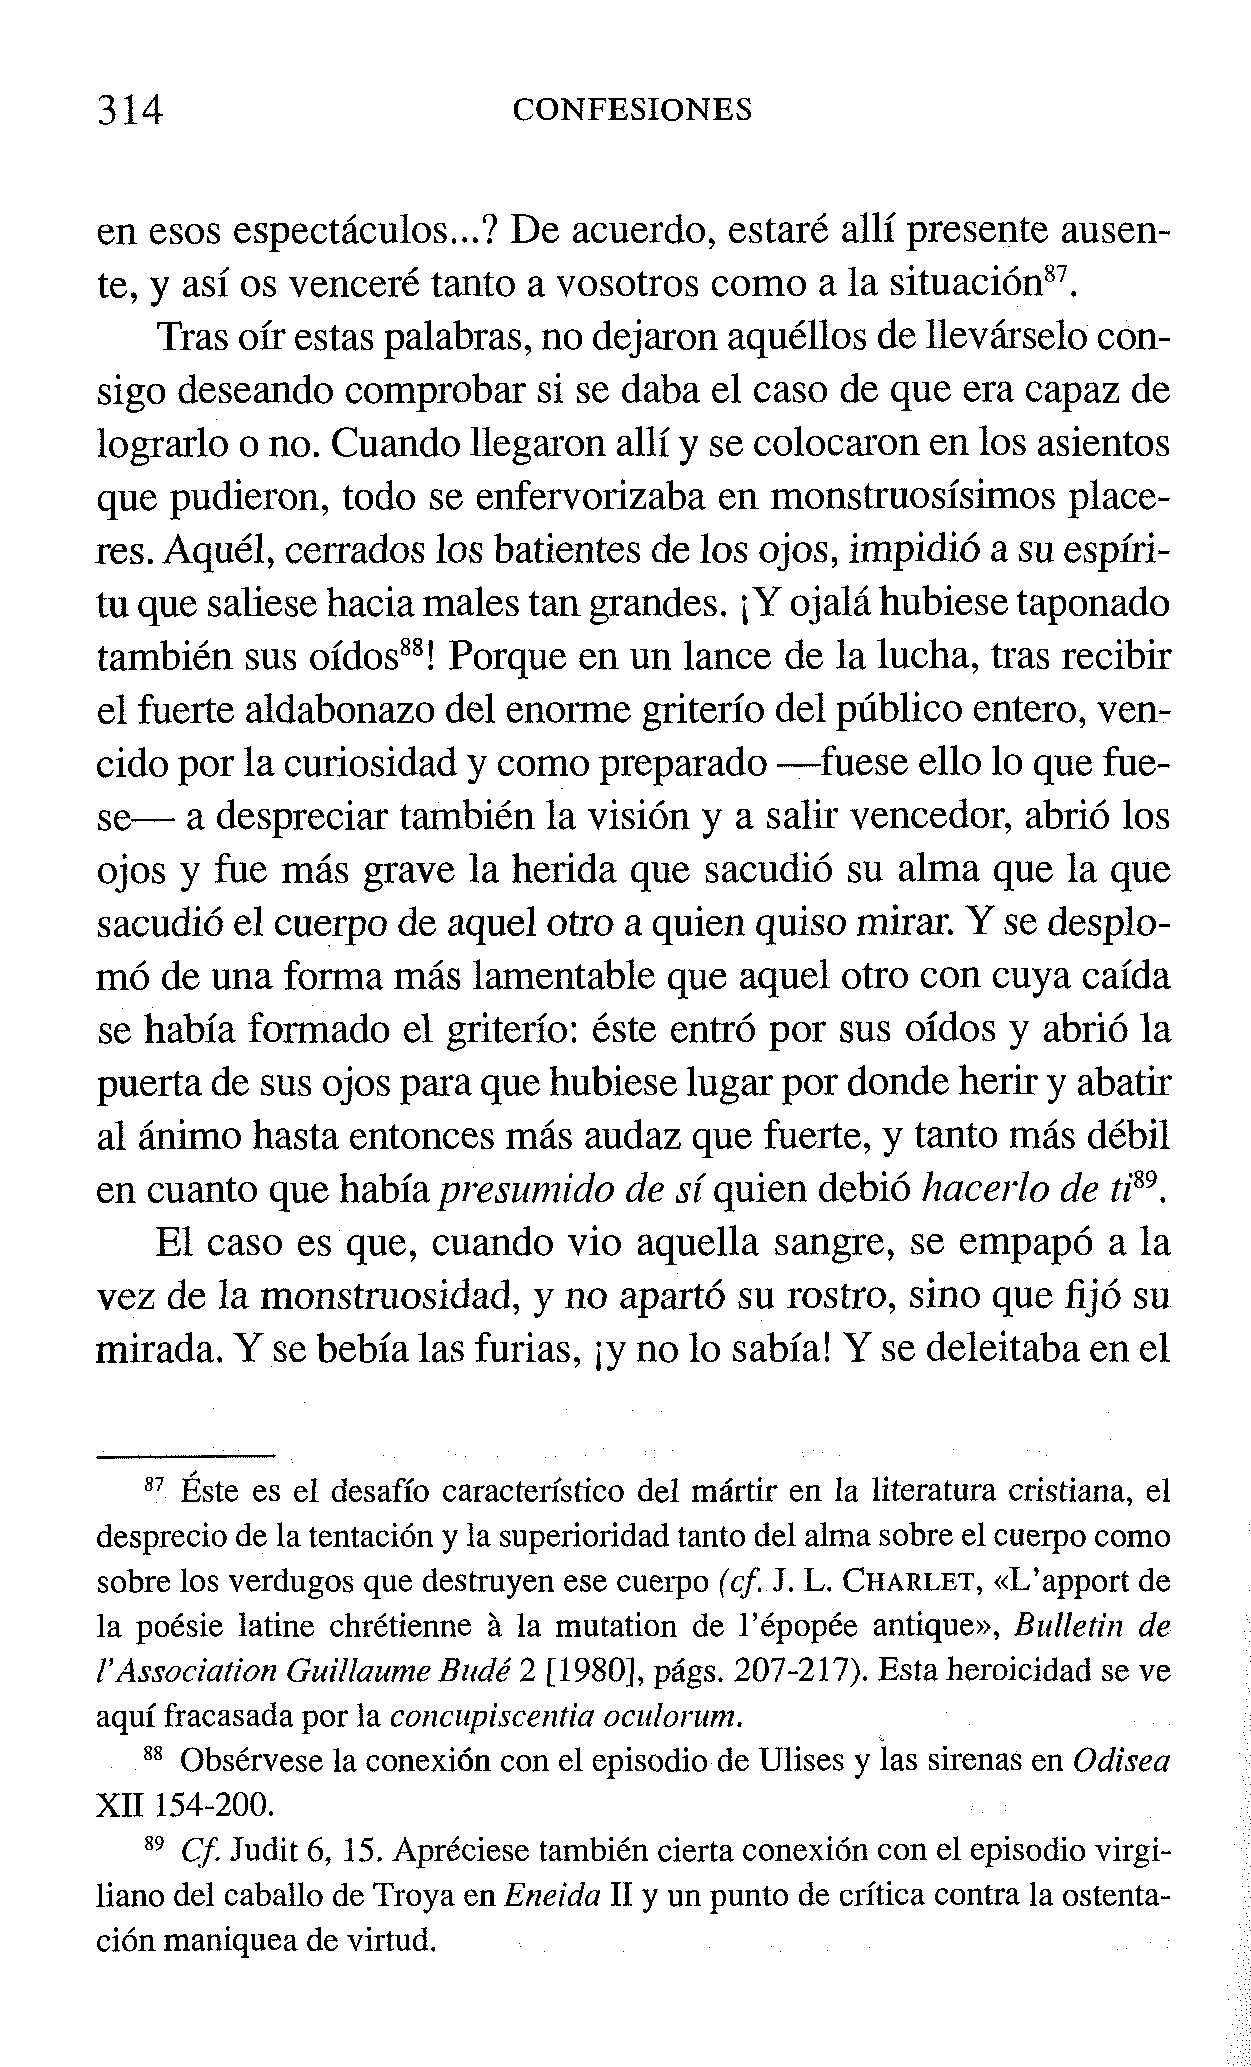 314 CONFESIONES
en esos espectáculos...? De acuerdo, estaré allí presente ausen-
te, y así os venceré tanto a vosotros como a la situación⁸⁷.
Tras oír estas palabras, no dejaron aquéllos de llevárselo con-
sigo deseando comprobar si se daba el caso de que era capaz de
lograrlo o no. Cuando llegaron allí y se colocaron en los asientos
que pudieron, todo se enfervorizaba en monstruosísimos place-
res. Aquél, cerrados los batientes de los ojos, impidió a su espíri-
tu que saliese hacia males tan grandes. ¡Y ojalá hubiese taponado
también sus oídos⁸⁸! Porque en un lance de la lucha, tras recibir
el fuerte aldabonazo del enorme griterío del público entero, ven-
cido por la curiosidad y como preparado —fuese ello lo que fue-
se— a despreciar también la visión y a salir vencedor, abrió los
ojos y fue más grave la herida que sacudió su alma que la que
sacudió el cuerpo de aquel otro a quien quiso mirar. Y se desplo-
mó de una forma más lamentable que aquel otro con cuya caída
se había formado el griterío: éste entró por sus oídos y abrió la
puerta de sus ojos para que hubiese lugar por donde herir y abatir
al ánimo hasta entonces más audaz que fuerte, y tanto más débil
en cuanto que había presumido de sí quien debió hacerlo de ti⁸⁹.
El caso es que, cuando vio aquella sangre, se empapó a la
vez de la monstruosidad, y no apartó su rostro, sino que fijó su
mirada. Y se bebía las furias, ¡y no lo sabía! Y se deleitaba en el
⁸⁷ Éste es el desafío característico del mártir en la literatura cristiana, el
desprecio de la tentación y la superioridad tanto del alma sobre el cuerpo como
sobre los verdugos que destruyen ese cuerpo (cf. J. L. CHARLET, «L'apport de
la poésie latine chrétienne à la mutation de l'épopée antique», Bulletin de
l'Association Guillaume Budé 2 [1980], págs. 207-217). Esta heroicidad se ve
aquí fracasada por la concupiscentia oculorum.
⁸⁸ Obsérvese la conexión con el episodio de Ulises y las sirenas en Odisea
XII 154-200.
⁸⁹ Cf. Judit 6, 15. Apréciese también cierta conexión con el episodio virgi-
liano del caballo de Troya en Eneida II y un punto de crítica contra la ostenta-
ción maniquea de virtud.